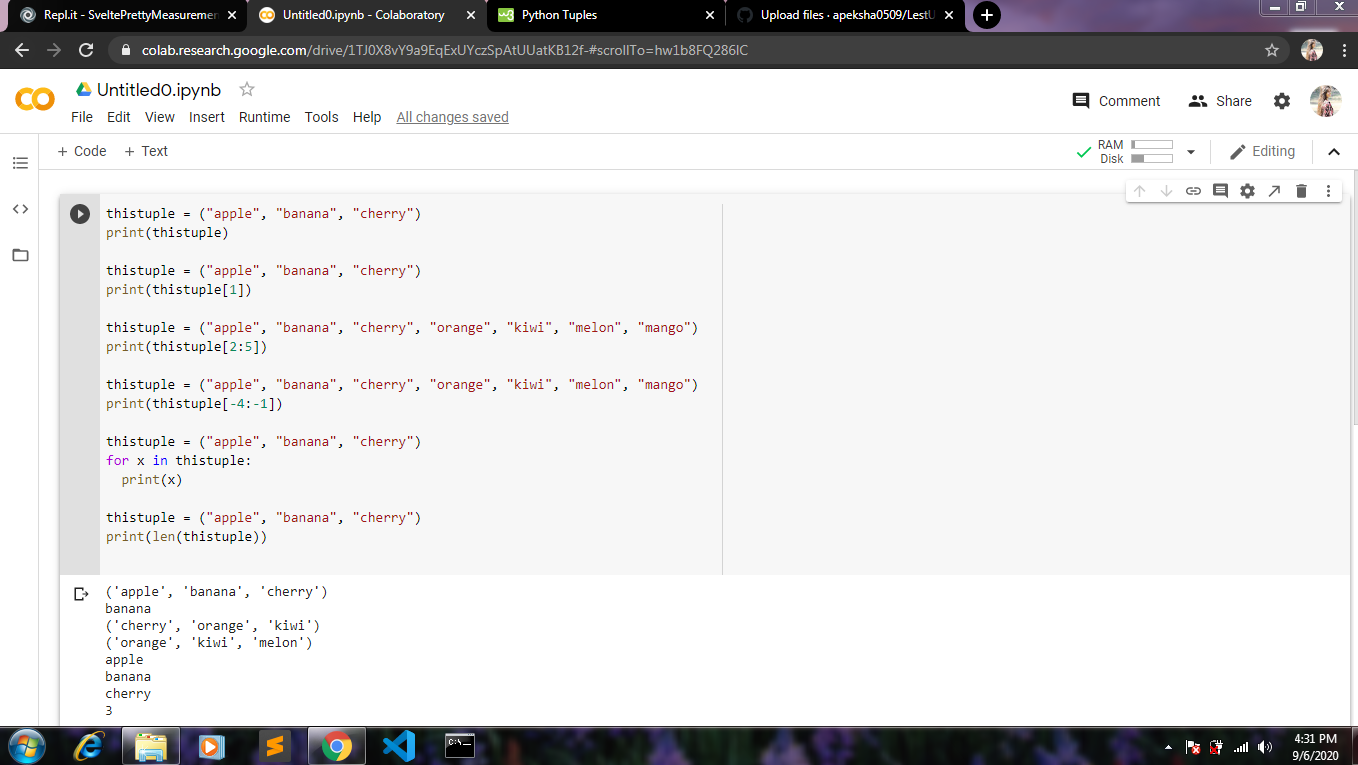 Repl.it - SveltePrettyMeasuremen
Untitled0.ipynb - Colaboratory
Python Tuples
Upload files · apeksha0509/LestU
colab.research.google.com/drive/1TJ0X8vY9a9EqExUYczSpAtUUatKB12f-#scrollTo=hw1b8FQ286lC
Untitled0.ipynb
Comment
Share
File Edit View Insert Runtime Tools Help All changes saved
+ Code + Text
RAM
Disk
Editing
thistuple = ("apple", "banana", "cherry")
print(thistuple)
thistuple = ("apple", "banana", "cherry")
print(thistuple[1])
thistuple = ("apple", "banana", "cherry", "orange", "kiwi", "melon", "mango")
print(thistuple[2:5])
thistuple = ("apple", "banana", "cherry", "orange", "kiwi", "melon", "mango")
print(thistuple[-4:-1])
thistuple = ("apple", "banana", "cherry")
for x in thistuple:
  print(x)
thistuple = ("apple", "banana", "cherry")
print(len(thistuple))
('apple', 'banana', 'cherry')
banana
('cherry', 'orange', 'kiwi')
('orange', 'kiwi', 'melon')
apple
banana
cherry
3
4:31 PM
9/6/2020